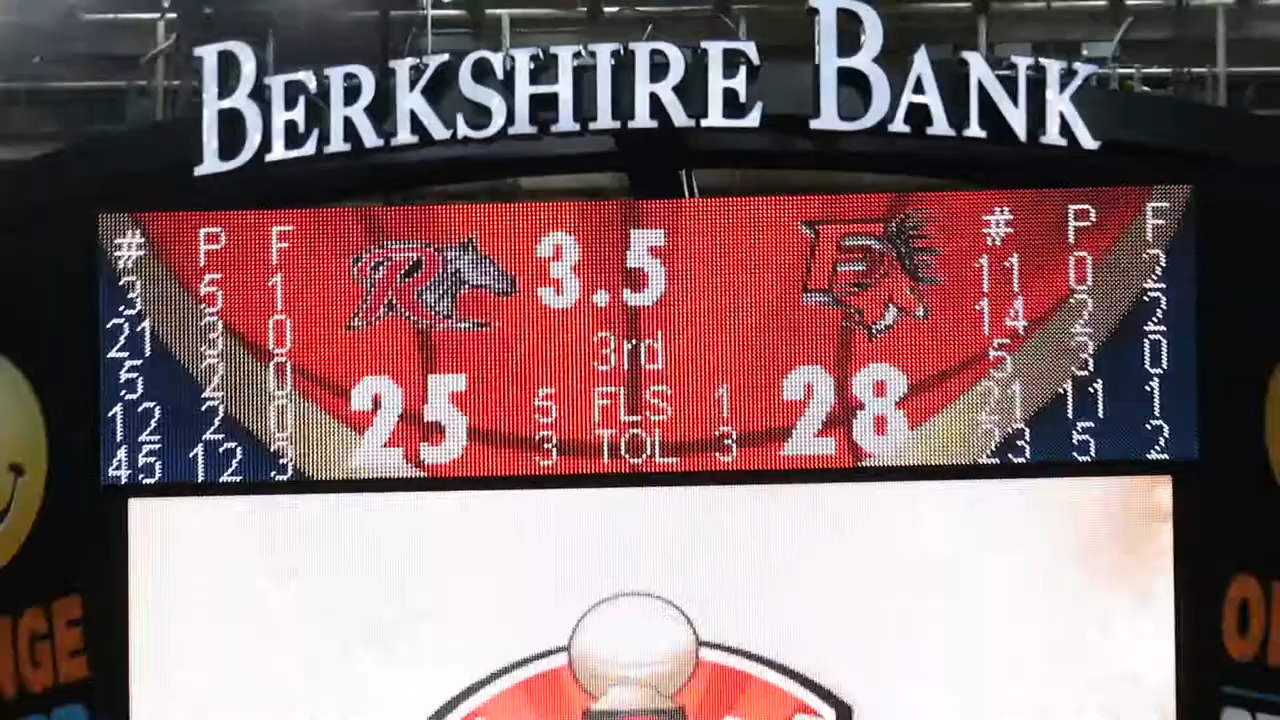 BERKSHIRE BANK
# P F
3.5
# P F
3 5 1
11 0 2
21 3 0
14 2 2
3rd
5 2 0
5 3 0
25
5 FLS 1
28
12 2 0
21 11 1
3 TOL 3
45 12 3
23 5 2
NGE